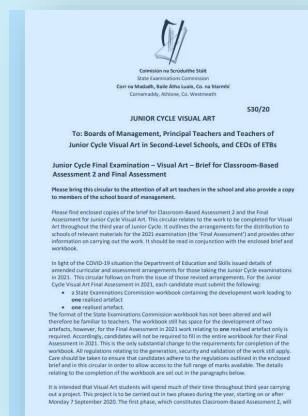 Coimisiún na Scrúduithe Stáit
State Examinations Commission
Corr na Madadh, Baile Átha Luain, Co. na hIarmhí
Cornamaddy, Athlone, Co. Westmeath
S30/20
JUNIOR CYCLE VISUAL ART
To: Boards of Management, Principal Teachers and Teachers of
Junior Cycle Visual Art in Second-Level Schools, and CEOs of ETBs
Junior Cycle Final Examination – Visual Art – Brief for Classroom-Based
Assessment 2 and Final Assessment
Please bring this circular to the attention of all art teachers in the school and also provide a copy
to members of the school board of management.
Please find enclosed copies of the brief for Classroom-Based Assessment 2 and the Final
Assessment for Junior Cycle Visual Art. This circular relates to the work to be completed for Visual
Art throughout the third year of Junior Cycle. It outlines the arrangements for the distribution to
schools of relevant materials for the 2021 examination (the 'Final Assessment') and provides other
information on carrying out the work. It should be read in conjunction with the enclosed brief and
workbook.
In light of the COVID-19 situation the Department of Education and Skills issued details of
amended curricular and assessment arrangements for those taking the Junior Cycle examinations
in 2021. This circular follows on from the issue of those revised arrangements. For the Junior
Cycle Visual Art Final Assessment in 2021, each candidate must submit the following:
• a State Examinations Commission workbook containing the development work leading to
one realised artefact
• one realised artefact.
The format of the State Examinations Commission workbook has not been altered and will
therefore be familiar to teachers. The workbook still has space for the development of two
artefacts, however, for the Final Assessment in 2021 work relating to one realised artefact only is
required. Accordingly, candidates will not be required to fill in the entire workbook for their Final
Assessment in 2021. This is the only substantial change to the requirements for completion of the
workbook. All regulations relating to the generation, security and validation of the work still apply.
Care should be taken to ensure that candidates adhere to the regulations outlined in the enclosed
brief and in this circular in order to allow access to the full range of marks available. The details
relating to the completion of the workbook are set out in the paragraphs below.
It is intended that Visual Art students will spend much of their time throughout third year carrying
out a project. This project is to be carried out in two phases during the year, starting on or after
Monday 7 September 2020. The first phase, which constitutes Classroom-Based Assessment 2, will